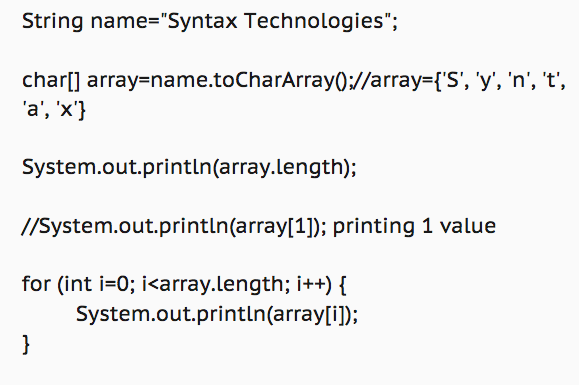 String name="Syntax Technologies";
char[] array=name.toCharArray();//array={'S', 'y', 'n', 't',
'a', 'x'}
System.out.println(array.length);
//System.out.println(array[1]); printing 1 value
for (int i=0; i<array.length; i++) {
System.out.println(array[i]);
}